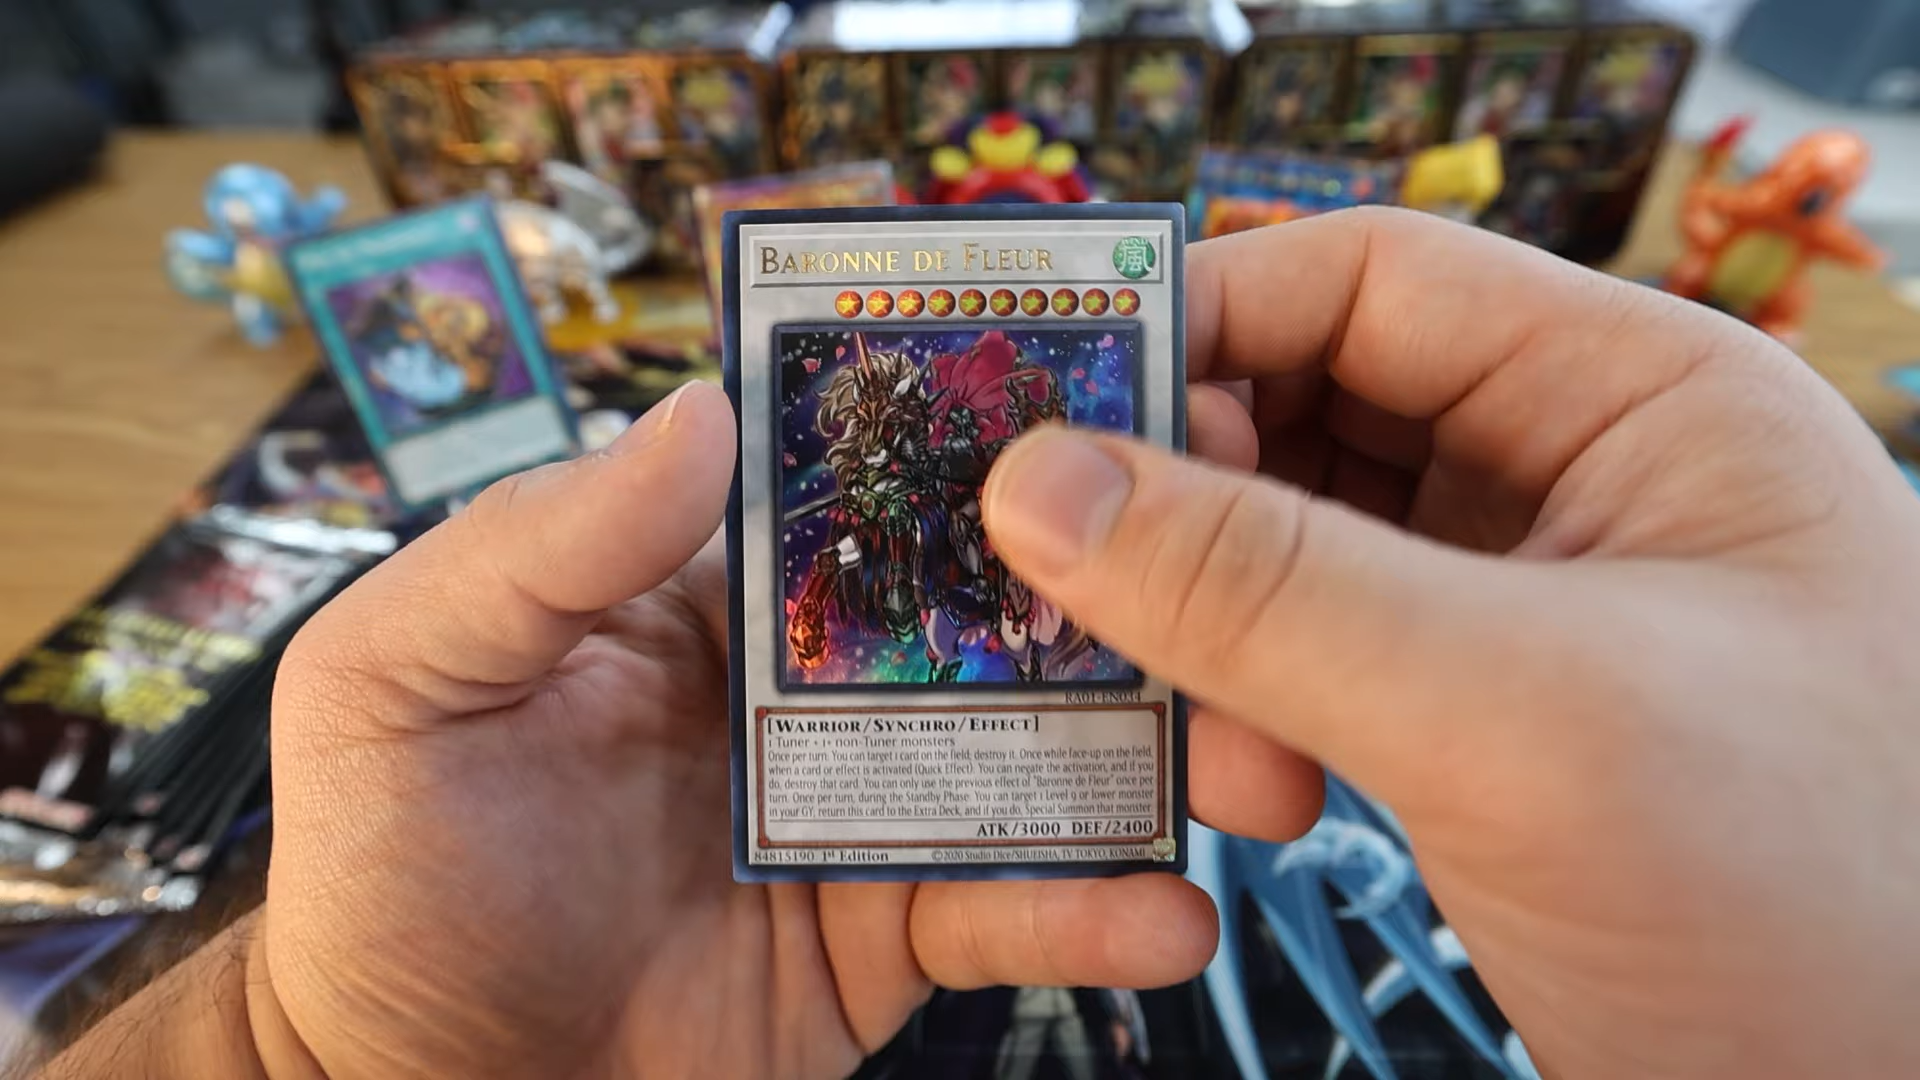 BARONNE DE FLEUR
WIND
風
RA01-EN034
[WARRIOR/SYNCHRO/EFFECT]
1 Tuner + 1+ non-Tuner monsters
Once per turn: You can target 1 card on the field; destroy it. Once while face-up on the field,
when a card or effect is activated (Quick Effect): You can negate the activation, and if you
do, destroy that card. You can only use the previous effect of "Baronne de Fleur" once per
turn. Once per turn, during the Standby Phase: You can target 1 Level 9 or lower monster
in your GY; return this card to the Extra Deck, and if you do, Special Summon that monster.
ATK/3000 DEF/2400
84815190 1st Edition ©2020 Studio Dice/SHUEISHA, TV TOKYO, KONAMI